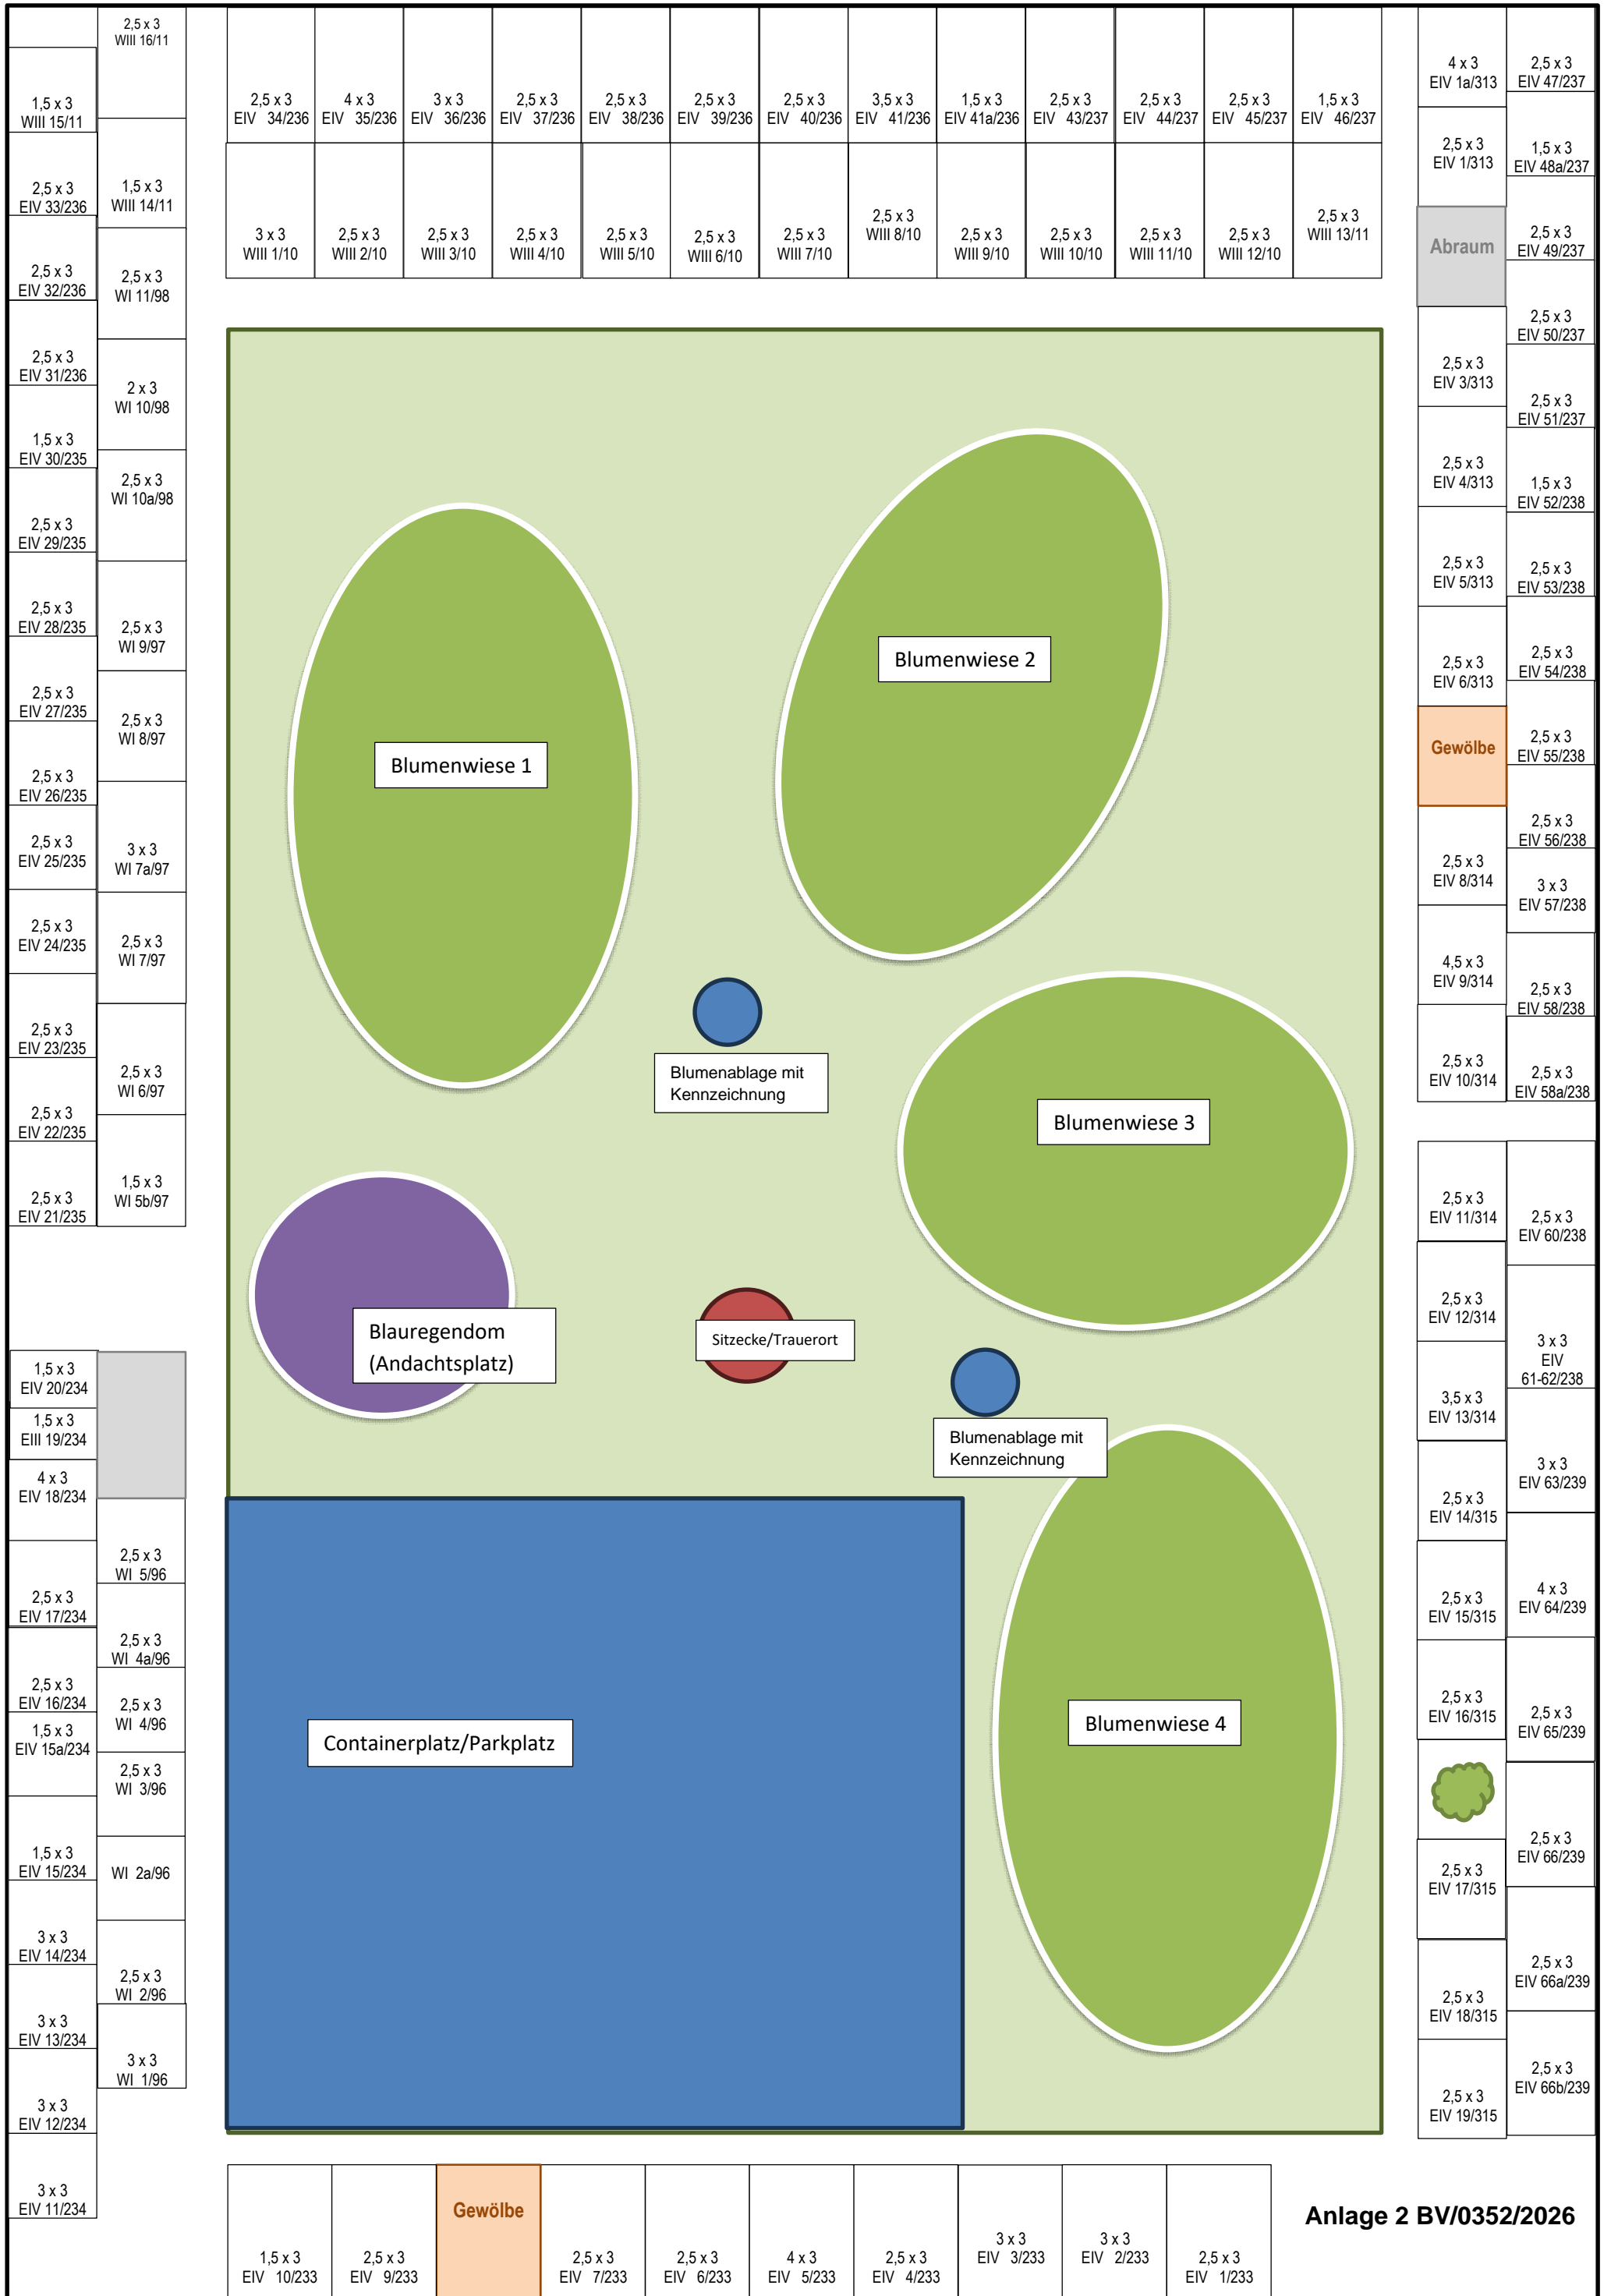 2,5 x 3
WIII 16/11
1,5 x 3
WIII 15/11
2,5 x 3
EIV 33/236
1,5 x 3
WIII 14/11
2,5 x 3
EIV 32/236
2,5 x 3
WI 11/98
2,5 x 3
EIV 31/236
2 x 3
WI 10/98
1,5 x 3
EIV 30/235
2,5 x 3
WI 10a/98
2,5 x 3
EIV 29/235
2,5 x 3
EIV 28/235
2,5 x 3
WI 9/97
2,5 x 3
EIV 27/235
2,5 x 3
WI 8/97
2,5 x 3
EIV 26/235
2,5 x 3
EIV 25/235
3 x 3
WI 7a/97
2,5 x 3
EIV 24/235
2,5 x 3
WI 7/97
2,5 x 3
EIV 23/235
2,5 x 3
WI 6/97
2,5 x 3
EIV 22/235
1,5 x 3
WI 5b/97
2,5 x 3
EIV 21/235
1,5 x 3
EIV 20/234
1,5 x 3
EIII 19/234
4 x 3
EIV 18/234
2,5 x 3
WI 5/96
2,5 x 3
EIV 17/234
2,5 x 3
WI 4a/96
2,5 x 3
EIV 16/234
2,5 x 3
WI 4/96
1,5 x 3
EIV 15a/234
2,5 x 3
WI 3/96
1,5 x 3
EIV 15/234
WI 2a/96
3 x 3
EIV 14/234
2,5 x 3
WI 2/96
3 x 3
EIV 13/234
3 x 3
WI 1/96
3 x 3
EIV 12/234
3 x 3
EIV 11/234
2,5 x 3
EIV 34/236
4 x 3
EIV 35/236
3 x 3
EIV 36/236
2,5 x 3
EIV 37/236
2,5 x 3
EIV 38/236
2,5 x 3
EIV 39/236
2,5 x 3
EIV 40/236
3,5 x 3
EIV 41/236
1,5 x 3
EIV 41a/236
2,5 x 3
EIV 43/237
2,5 x 3
EIV 44/237
2,5 x 3
EIV 45/237
1,5 x 3
EIV 46/237
3 x 3
WIII 1/10
2,5 x 3
WIII 2/10
2,5 x 3
WIII 3/10
2,5 x 3
WIII 4/10
2,5 x 3
WIII 5/10
2,5 x 3
WIII 6/10
2,5 x 3
WIII 7/10
2,5 x 3
WIII 8/10
2,5 x 3
WIII 9/10
2,5 x 3
WIII 10/10
2,5 x 3
WIII 11/10
2,5 x 3
WIII 12/10
2,5 x 3
WIII 13/11
Blumenwiese 1
Blumenwiese 2
Blumenablage mit
Kennzeichnung
Blumenwiese 3
Blauregendom
(Andachtsplatz)
Sitzecke/Trauerort
Blumenablage mit
Kennzeichnung
Containerplatz/Parkplatz
Blumenwiese 4
4 x 3
EIV 1a/313
2,5 x 3
EIV 47/237
2,5 x 3
EIV 1/313
1,5 x 3
EIV 48a/237
Abraum
2,5 x 3
EIV 49/237
2,5 x 3
EIV 50/237
2,5 x 3
EIV 3/313
2,5 x 3
EIV 51/237
2,5 x 3
EIV 4/313
1,5 x 3
EIV 52/238
2,5 x 3
EIV 5/313
2,5 x 3
EIV 53/238
2,5 x 3
EIV 6/313
2,5 x 3
EIV 54/238
Gewölbe
2,5 x 3
EIV 55/238
2,5 x 3
EIV 56/238
2,5 x 3
EIV 8/314
3 x 3
EIV 57/238
4,5 x 3
EIV 9/314
2,5 x 3
EIV 58/238
2,5 x 3
EIV 10/314
2,5 x 3
EIV 58a/238
2,5 x 3
EIV 11/314
2,5 x 3
EIV 60/238
2,5 x 3
EIV 12/314
3 x 3
EIV
61-62/238
3,5 x 3
EIV 13/314
3 x 3
EIV 63/239
2,5 x 3
EIV 14/315
2,5 x 3
EIV 15/315
4 x 3
EIV 64/239
2,5 x 3
EIV 16/315
2,5 x 3
EIV 65/239
2,5 x 3
EIV 66/239
2,5 x 3
EIV 17/315
2,5 x 3
EIV 66a/239
2,5 x 3
EIV 18/315
2,5 x 3
EIV 66b/239
2,5 x 3
EIV 19/315
1,5 x 3
EIV 10/233
2,5 x 3
EIV 9/233
Gewölbe
2,5 x 3
EIV 7/233
2,5 x 3
EIV 6/233
4 x 3
EIV 5/233
2,5 x 3
EIV 4/233
3 x 3
EIV 3/233
3 x 3
EIV 2/233
2,5 x 3
EIV 1/233
Anlage 2 BV/0352/2026